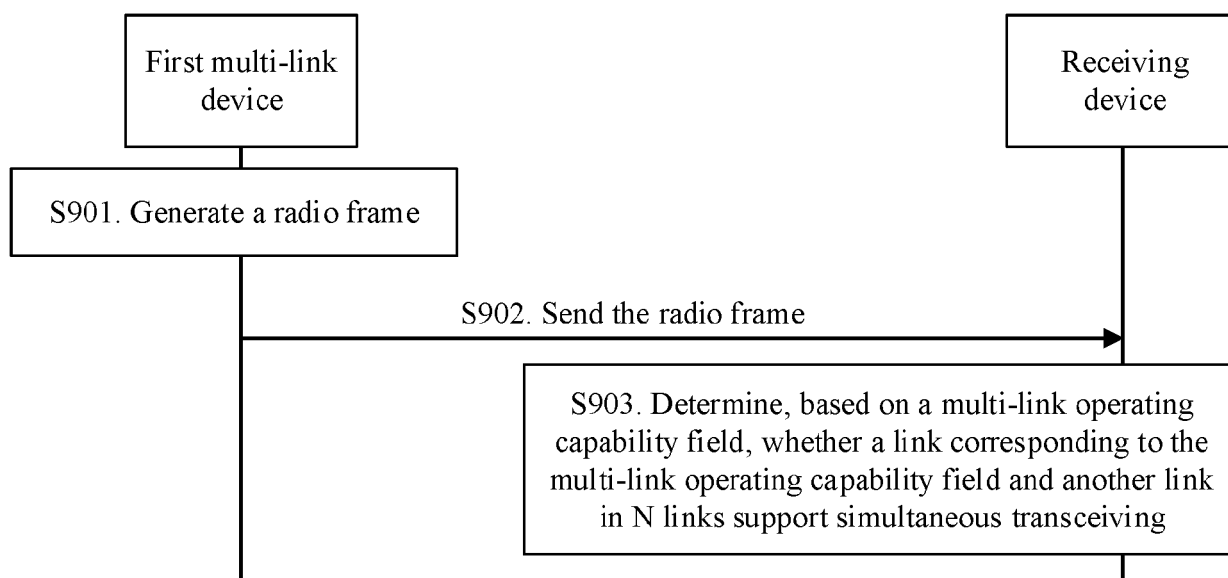 First multi-link
device
Receiving
device
S901. Generate a radio frame
S902. Send the radio frame
S903. Determine, based on a multi-link operating
capability field, whether a link corresponding to the
multi-link operating capability field and another link
in N links support simultaneous transceiving